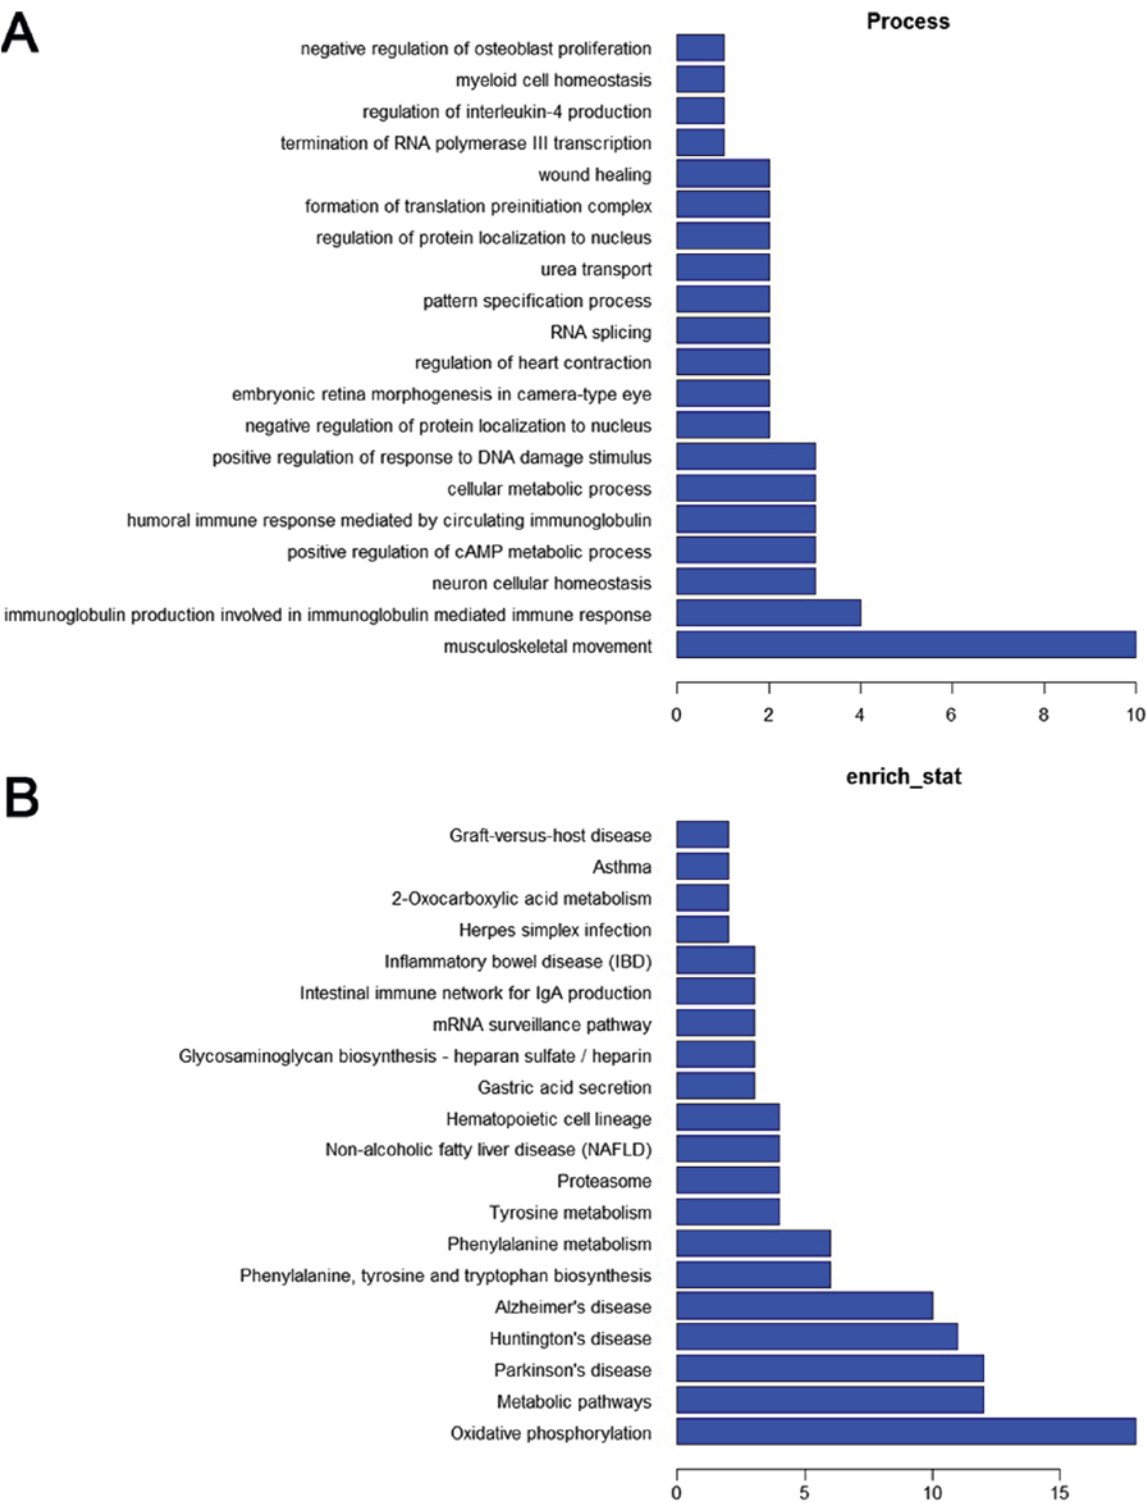 A
Process
negative regulation of osteoblast proliferation
myeloid cell homeostasis
regulation of interleukin-4 production
termination of RNA polymerase III transcription
wound healing
formation of translation preinitiation complex
regulation of protein localization to nucleus
urea transport
pattern specification process
RNA splicing
regulation of heart contraction
embryonic retina morphogenesis in camera-type eye
negative regulation of protein localization to nucleus
positive regulation of response to DNA damage stimulus
cellular metabolic process
humoral immune response mediated by circulating immunoglobulin
positive regulation of cAMP metabolic process
neuron cellular homeostasis
immunoglobulin production involved in immunoglobulin mediated immune response
musculoskeletal movement
0 2 4 6 8 10
B
enrich_stat
Graft-versus-host disease
Asthma
2-Oxocarboxylic acid metabolism
Herpes simplex infection
Inflammatory bowel disease (IBD)
Intestinal immune network for IgA production
mRNA surveillance pathway
Glycosaminoglycan biosynthesis - heparan sulfate / heparin
Gastric acid secretion
Hematopoietic cell lineage
Non-alcoholic fatty liver disease (NAFLD)
Proteasome
Tyrosine metabolism
Phenylalanine metabolism
Phenylalanine, tyrosine and tryptophan biosynthesis
Alzheimer's disease
Huntington's disease
Parkinson's disease
Metabolic pathways
Oxidative phosphorylation
0 5 10 15